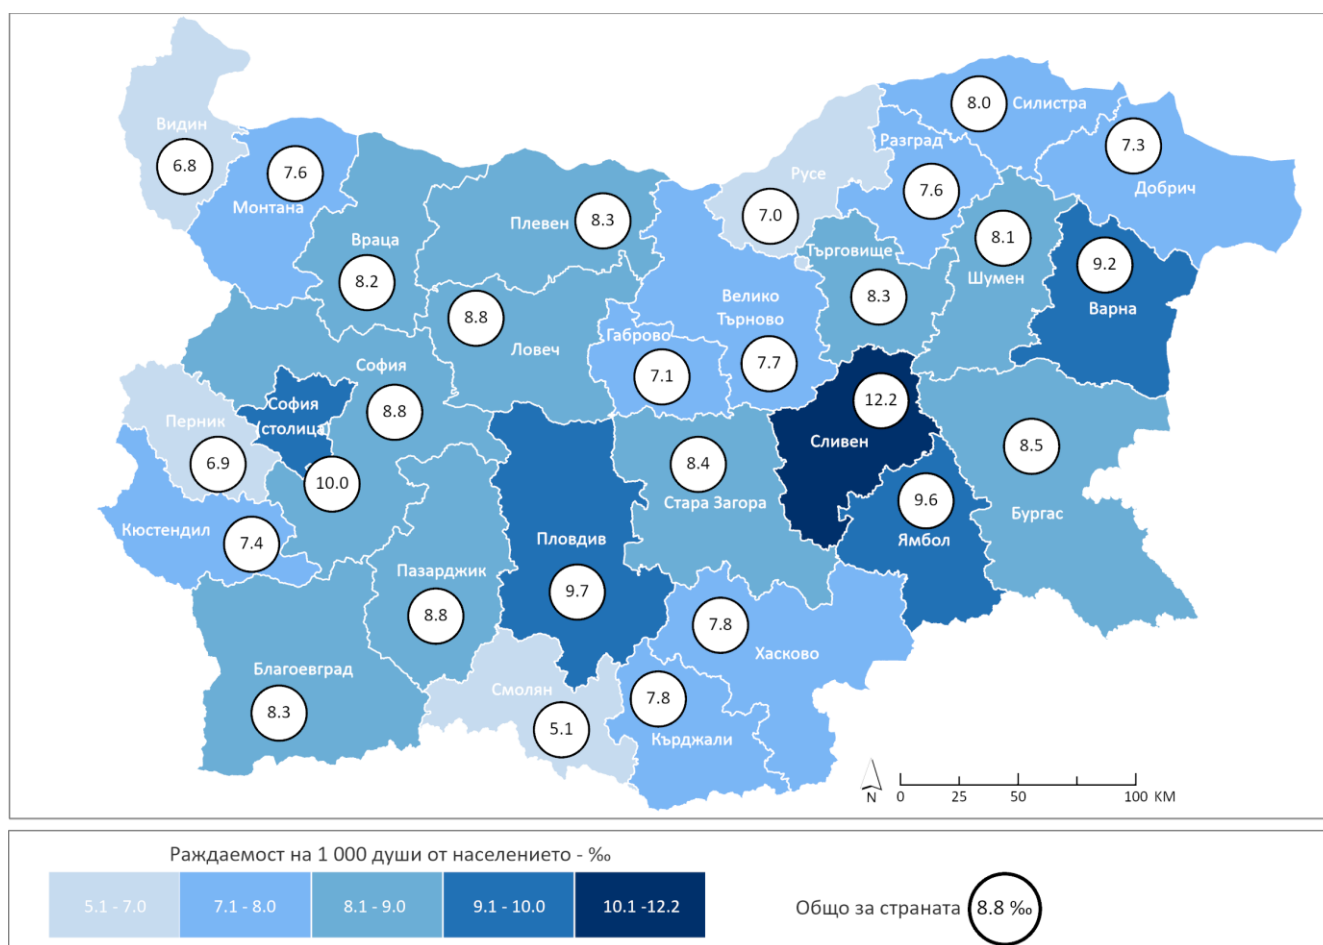 Видин
6.8
7.6
Монтана
Враца
8.2
Плевен
8.3
8.8
Ловеч
Русе
7.0
Разград
7.6
8.0
Силистра
7.3
Добрич
Търговище
8.3
8.1
Шумен
9.2
Варна
Велико
Търново
7.7
Габрово
7.1
София
8.8
София
(столица)
10.0
Перник
6.9
Кюстендил
7.4
Благоевград
8.3
Пазарджик
8.8
Пловдив
9.7
Смолян
5.1
8.4
Стара Загора
12.2
Сливен
9.6
Ямбол
8.5
Бургас
7.8
Хасково
7.8
Кърджали
N
0 25 50 100 КМ
Раждаемост на 1 000 души от населението - ‰
5.1 - 7.0
7.1 - 8.0
8.1 - 9.0
9.1 - 10.0
10.1 -12.2
Общо за страната 8.8 ‰